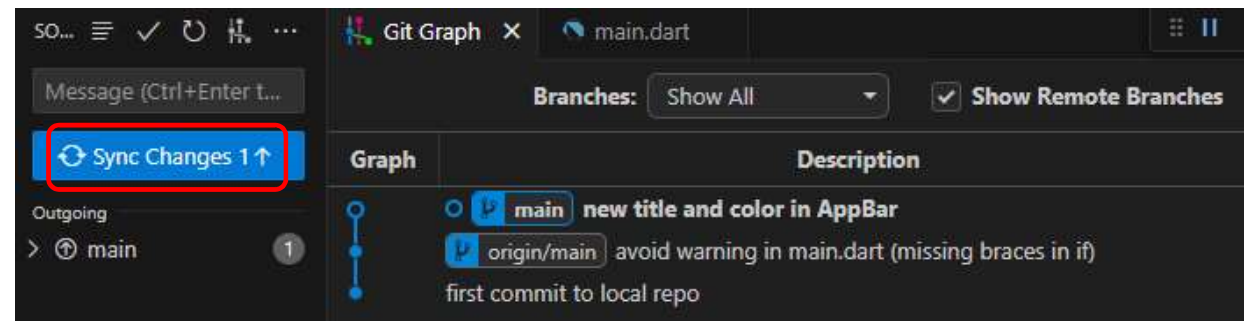 SO...
Git Graph
main.dart
Message (Ctrl+Enter t...
Branches: Show All
Show Remote Branches
Sync Changes 1↑
Graph
Description
Outgoing
main 1
main new title and color in AppBar
origin/main avoid warning in main.dart (missing braces in if)
first commit to local repo